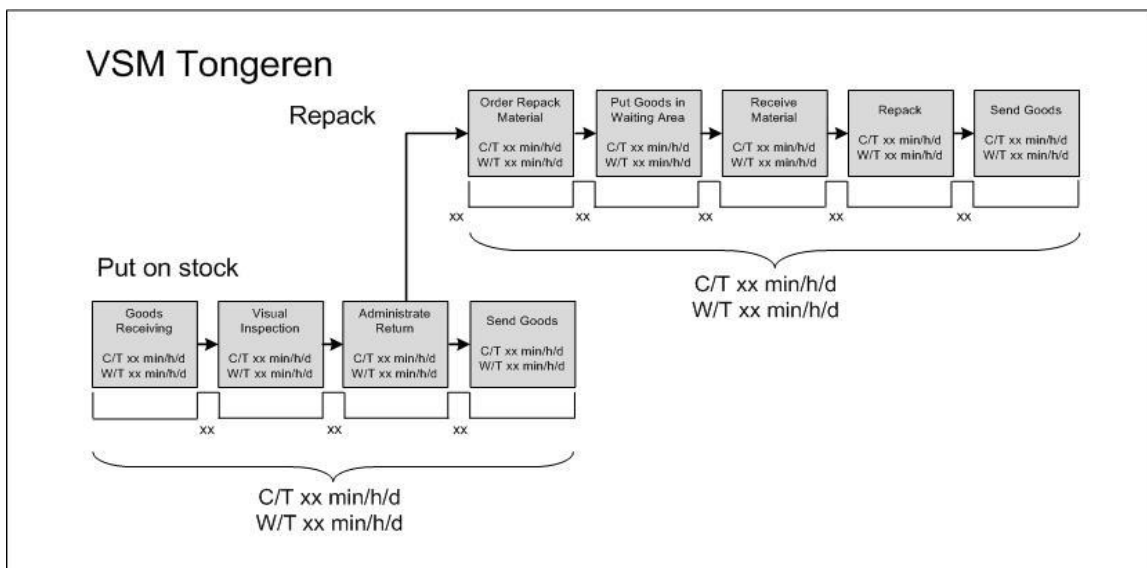 VSM Tongeren
Repack
Order Repack
Material
C/T xx min/h/d
W/T xx min/h/d
Put Goods in
Waiting Area
C/T xx min/h/d
W/T xx min/h/d
Receive
Material
C/T xx min/h/d
W/T xx min/h/d
Repack
C/T xx min/h/d
W/T xx min/h/d
Send Goods
C/T xx min/h/d
W/T xx min/h/d
xx
xx
xx
xx
xx
C/T xx min/h/d
W/T xx min/h/d
Put on stock
Goods
Receiving
C/T xx min/h/d
W/T xx min/h/d
Visual
Inspection
C/T xx min/h/d
W/T xx min/h/d
Administrate
Return
C/T xx min/h/d
W/T xx min/h/d
Send Goods
C/T xx min/h/d
W/T xx min/h/d
xx
xx
xx
C/T xx min/h/d
W/T xx min/h/d